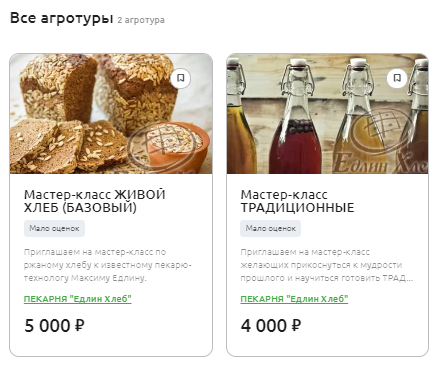 Все агротуры 2 агротура
Едлин Хле
Мастер-класс ЖИВОЙ
ХЛЕБ (БАЗОВЫЙ)
Мало оценок
Приглашаем на мастер-класс по
ржаному хлебу к известному пекарю-
технологу Максиму Едлину.
ПЕКАРНЯ "Едлин Хлеб"
5 000 ₽
Мастер-класс
ТРАДИЦИОННЫЕ
Мало оценок
Приглашаем на мастер-класс
желающих прикоснуться к мудрости
прошлого и научиться готовить ТРАД...
ПЕКАРНЯ "Едлин Хлеб"
4 000 ₽